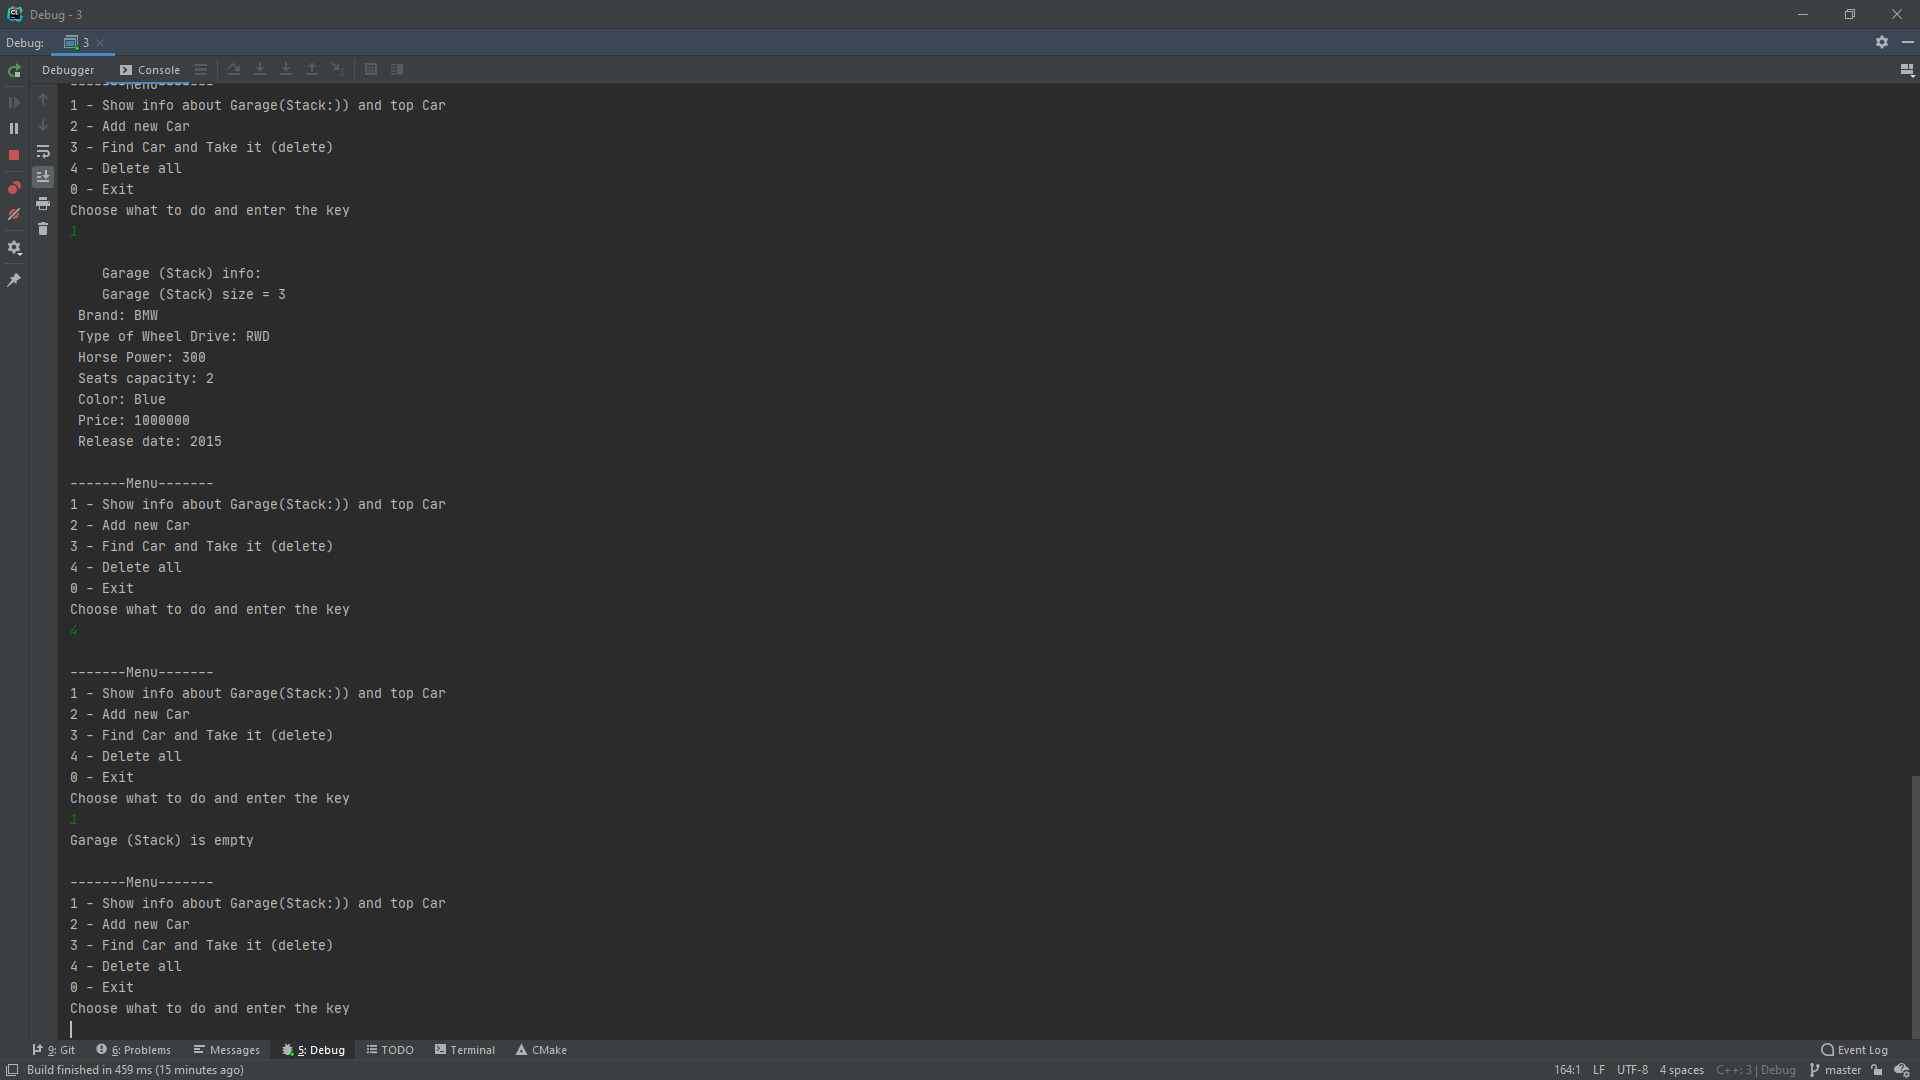 Debug - 3
Debug: 3
Debugger Console
-------Menu-------
1 - Show info about Garage(Stack:)) and top Car
2 - Add new Car
3 - Find Car and Take it (delete)
4 - Delete all
0 - Exit
Choose what to do and enter the key
1
Garage (Stack) info:
Garage (Stack) size = 3
Brand: BMW
Type of Wheel Drive: RWD
Horse Power: 300
Seats capacity: 2
Color: Blue
Price: 1000000
Release date: 2015
-------Menu-------
1 - Show info about Garage(Stack:)) and top Car
2 - Add new Car
3 - Find Car and Take it (delete)
4 - Delete all
0 - Exit
Choose what to do and enter the key
4
-------Menu-------
1 - Show info about Garage(Stack:)) and top Car
2 - Add new Car
3 - Find Car and Take it (delete)
4 - Delete all
0 - Exit
Choose what to do and enter the key
1
Garage (Stack) is empty
-------Menu-------
1 - Show info about Garage(Stack:)) and top Car
2 - Add new Car
3 - Find Car and Take it (delete)
4 - Delete all
0 - Exit
Choose what to do and enter the key
9: Git 6: Problems Messages 5: Debug TODO Terminal CMake Event Log
Build finished in 459 ms (15 minutes ago) 164:1 LF UTF-8 4 spaces C++: 3 | Debug master